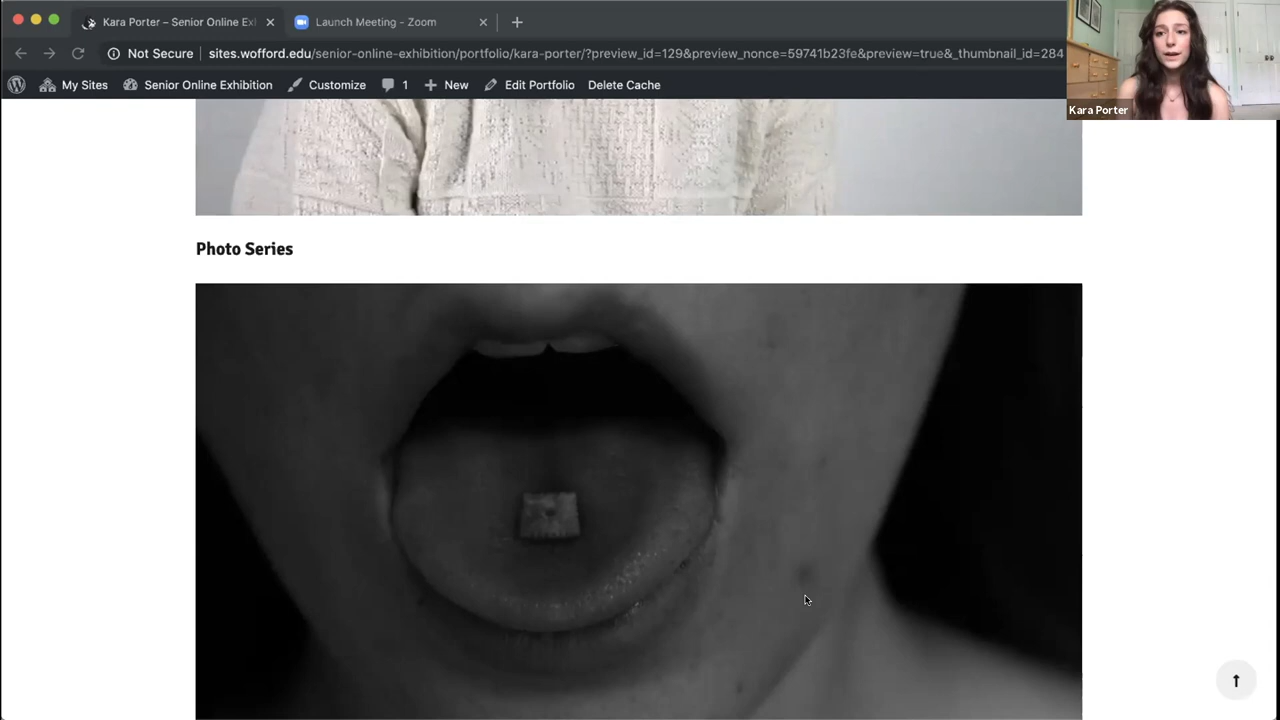 Kara Porter – Senior Online Ex
Launch Meeting - Zoom
Not Secure
sites.wofford.edu/senior-online-exhibition/portfolio/kara-porter/?preview_id=129&preview_nonce=59741b23fe&preview=true&_thumbnail_id=284
My Sites
Senior Online Exhibition
Customize
1
New
Edit Portfolio
Delete Cache
Kara Porter
Photo Series